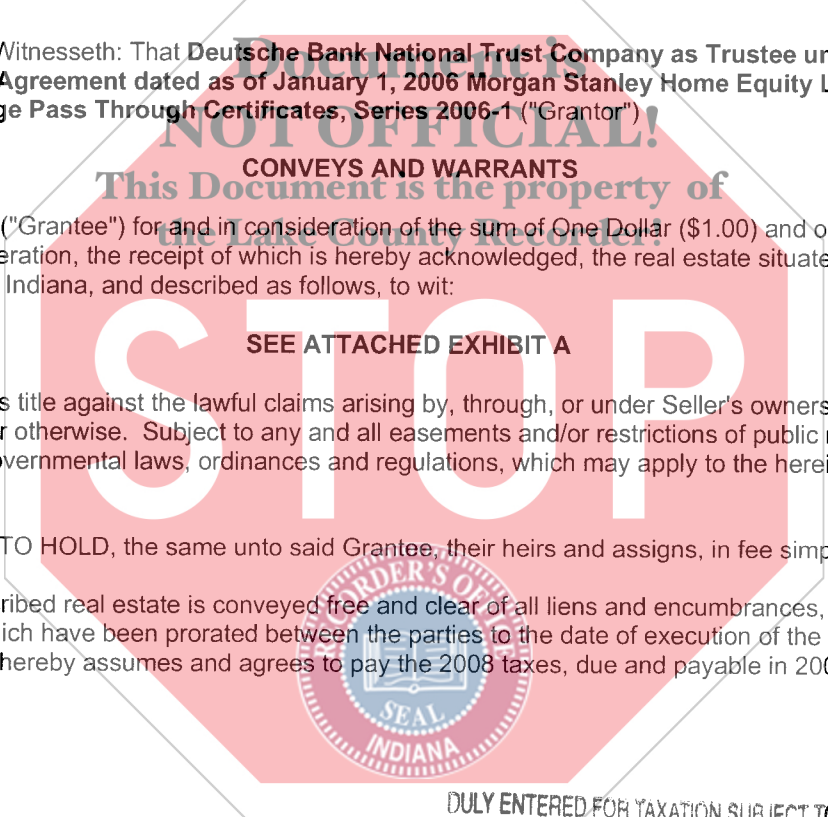 Witnesseth: That Deutsche Bank National Trust Company as Trustee un
Document is
Agreement dated as of January 1, 2006 Morgan Stanley Home Equity L
ge Pass Through Certificates, Series 2006-1 ("Grantor")
NOT OFFICIAL!
CONVEYS AND WARRANTS
This Document is the property of
("Grantee") for and in consideration of the sum of One Dollar ($1.00) and o
the Lake County Recorder!
eration, the receipt of which is hereby acknowledged, the real estate situate
Indiana, and described as follows, to wit:
SEE ATTACHED EXHIBIT A
STOP
s title against the lawful claims arising by, through, or under Seller's owners
r otherwise. Subject to any and all easements and/or restrictions of public r
overnmental laws, ordinances and regulations, which may apply to the herei
TO HOLD, the same unto said Grantee, their heirs and assigns, in fee simp
RECORDER'S OFFICE
ribed real estate is conveyed free and clear of all liens and encumbrances,
ich have been prorated between the parties to the date of execution of the
hereby assumes and agrees to pay the 2008 taxes, due and payable in 200
SEAL
INDIANA
DULY ENTERED FOR TAXATION SUBJECT TO